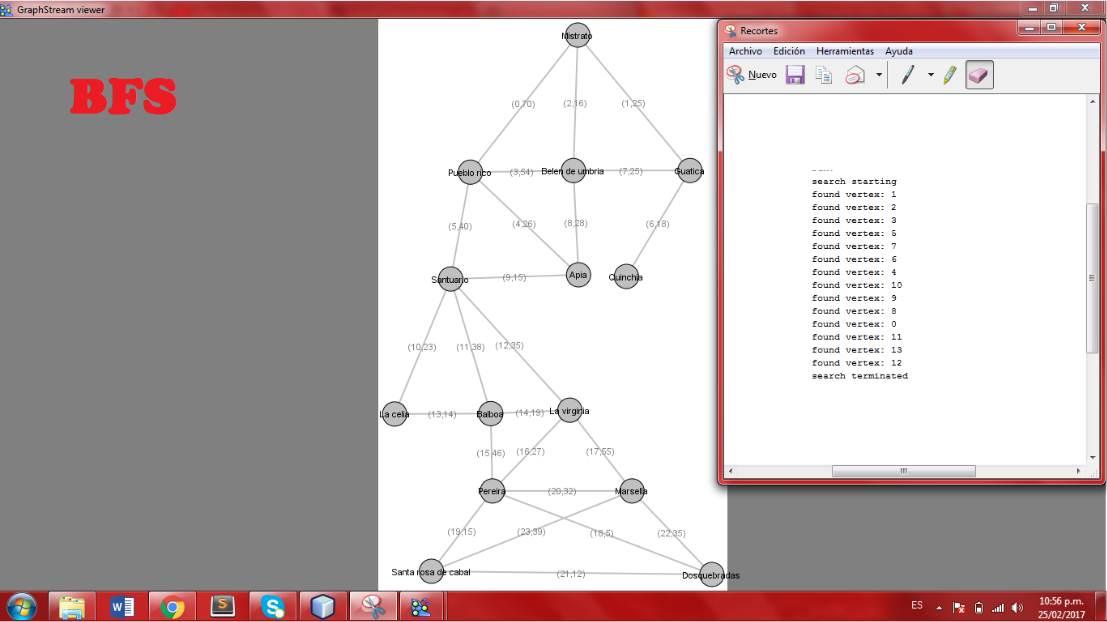 GraphStream viewer
BFS
Mistrato
(0,70)
(2,16)
(1,25)
Pueblo rico
(3,54)
Belen de umbria
(7,25)
Guatica
(5,40)
(4,26)
(8,28)
(6,18)
Santuario
(9,15)
Apia
Quinchia
(10,23)
(11,38)
(12,35)
La celia
(13,14)
Balboa
(14,19)
La virginia
(15,46)
(16,27)
(17,55)
Pereira
(20,32)
Marsella
(19,15)
(23,39)
(18,5)
(22,35)
Santa rosa de cabal
(21,12)
Dosquebradas
Recortes
Archivo Edición Herramientas Ayuda
Nuevo
search starting
found vertex: 1
found vertex: 2
found vertex: 3
found vertex: 5
found vertex: 7
found vertex: 6
found vertex: 4
found vertex: 10
found vertex: 9
found vertex: 8
found vertex: 0
found vertex: 11
found vertex: 13
found vertex: 12
search terminated
ES
10:56 p.m.
25/02/2017